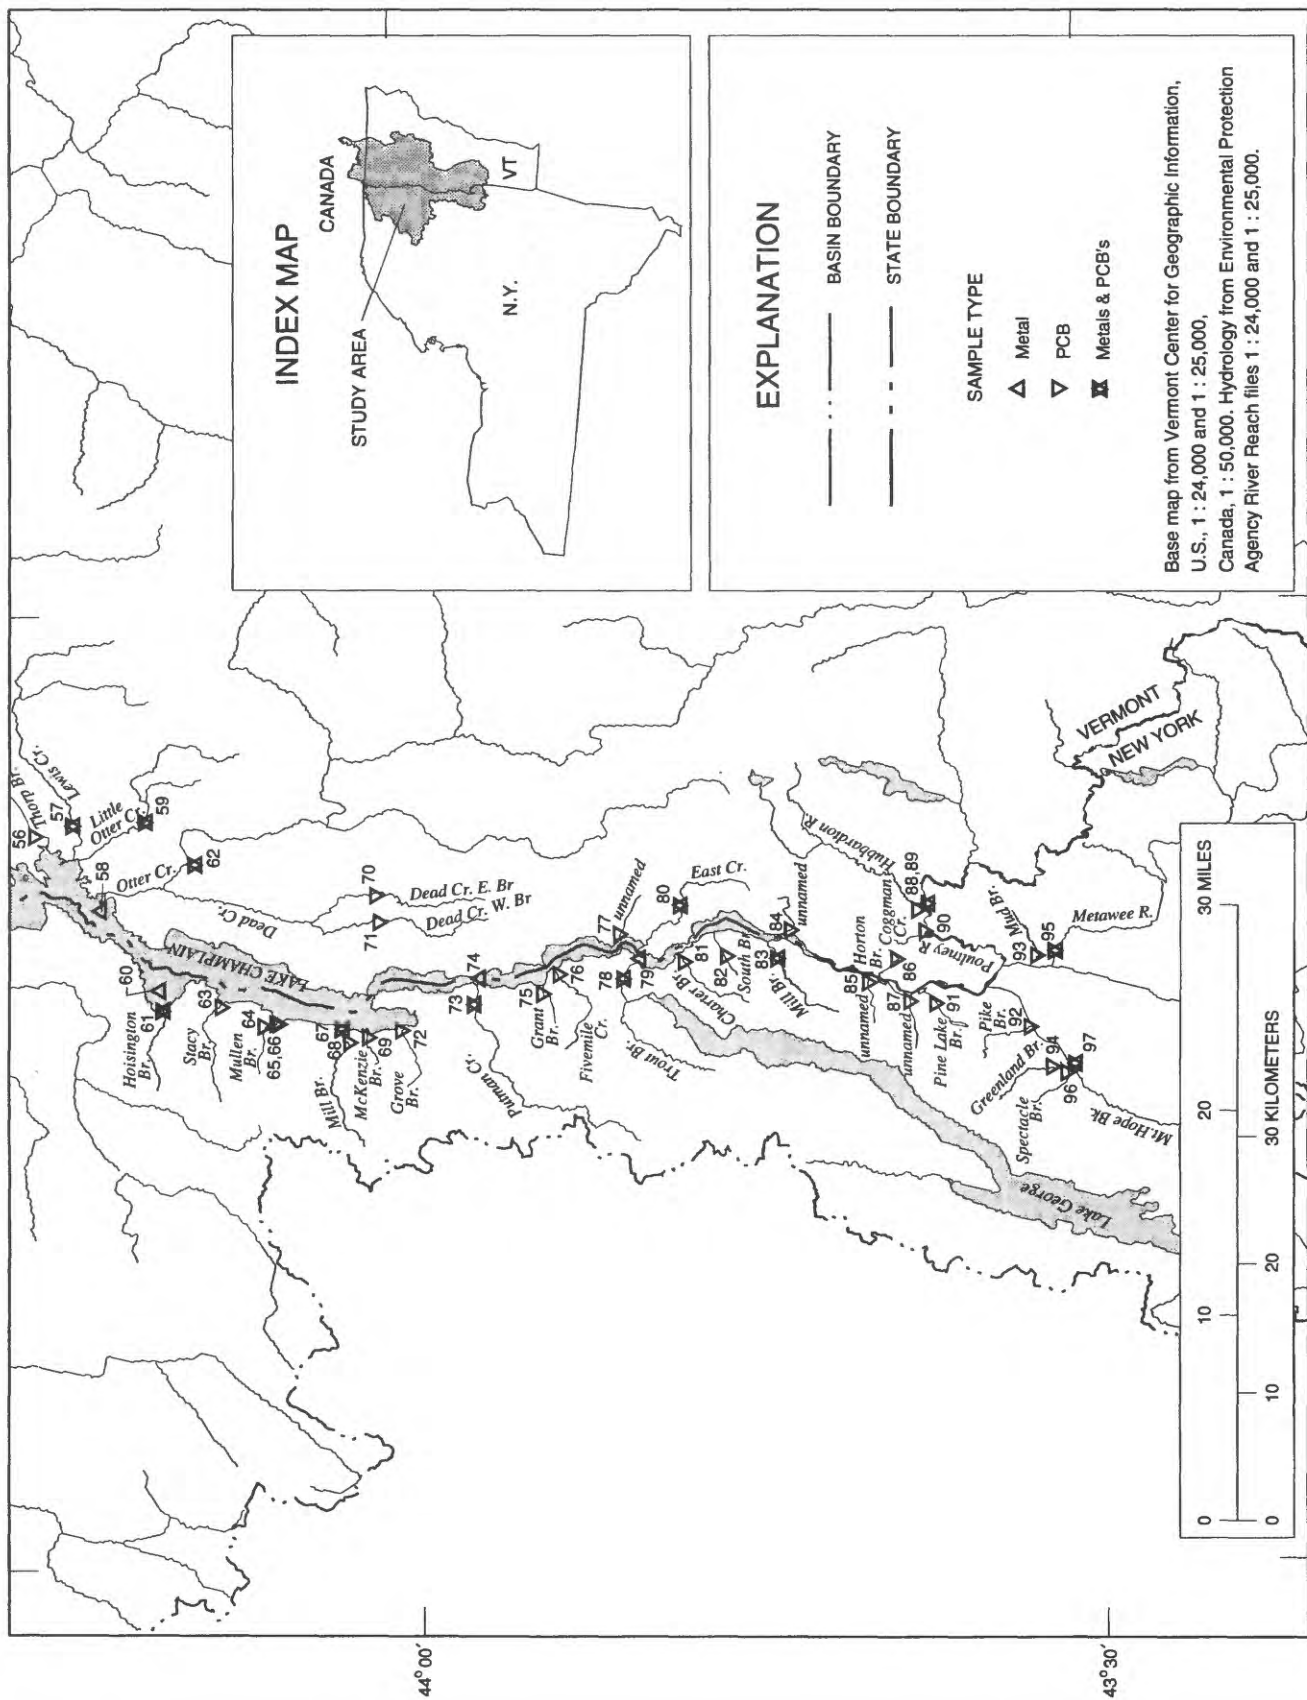 INDEX MAP
CANADA
STUDY AREA
N.Y.
VT
EXPLANATION
BASIN BOUNDARY
STATE BOUNDARY
SAMPLE TYPE
Metal
PCB
Metals & PCB's
Base map from Vermont Center for Geographic Information,
U.S., 1 : 24,000 and 1 : 25,000,
Canada, 1 : 50,000. Hydrology from Environmental Protection
Agency River Reach files 1 : 24,000 and 1 : 25,000.
56
Thorp Br.
Lewis Cr.
57
Little
Otter Cr.
59
58
Otter Cr.
62
Dead Cr.
70
Dead Cr. E. Br
71
Dead Cr. W. Br
LAKE CHAMPLAIN
60
61
Hoisington
Br.
63
Stacy
Br.
64
Mullen
Br.
65,66
67
Mill Br.
68
69
McKenzie
Br.
72
Grove
Br.
73
74
Putnam Cr.
75
Grant
Br.
76
Fivemile
Cr.
77
unnamed
78
79
Trout Br.
80
East Cr.
81
Charter Br.
82
South Br.
83
Mill Br.
84
unnamed
Hubbardton R.
85
Horton
Br.
unnamed
86
Coggman
Cr.
87
unnamed
88,89
90
Poultney R.
91
Pine Lake
Br.
92
Pike
Br.
93
Mud Br.
94
Greenland Br.
95
Metawee R.
96
Spectacle
Br.
97
Mt. Hope Bk.
Lake George
VERMONT
NEW YORK
0 10 20 30 MILES
0 10 20 30 KILOMETERS
44°00′
43°30′